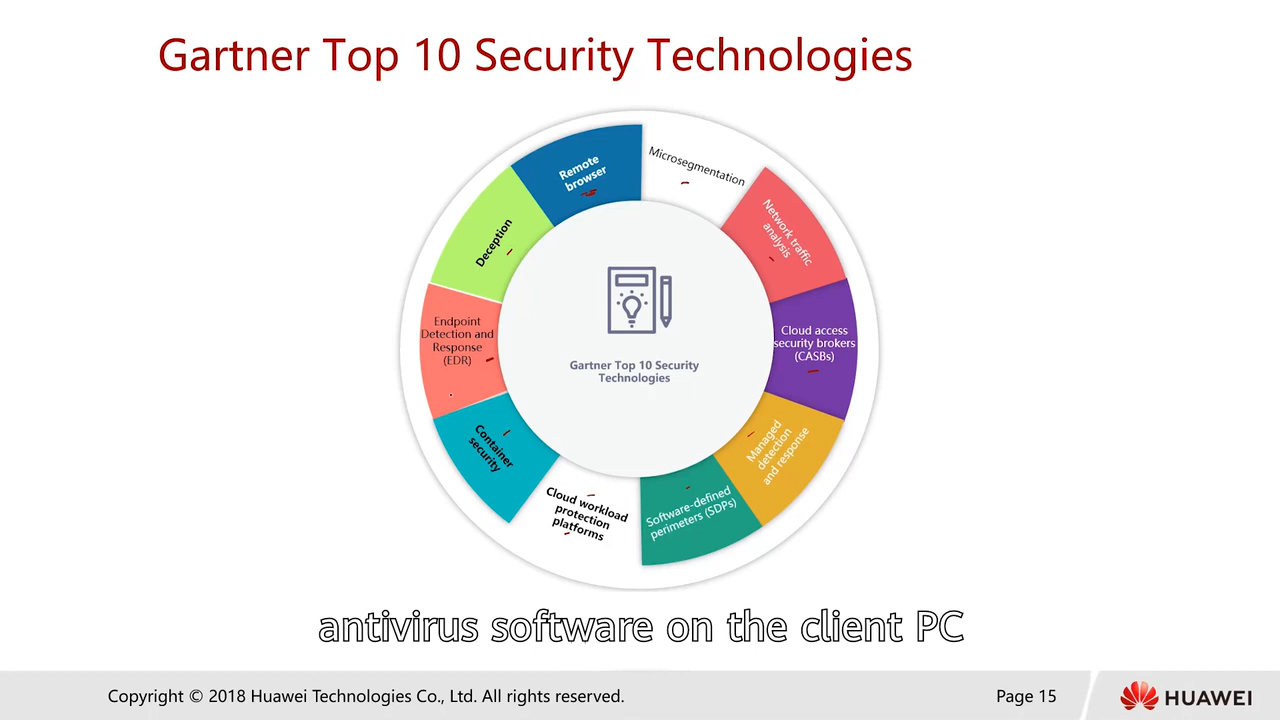 Gartner Top 10 Security Technologies
Remote
browser
Microsegmentation
Network traffic
analysis
Cloud access
security brokers
(CASBs)
Managed
detection
and response
Software-defined
perimeters (SDPs)
Cloud workload
protection
platforms
Container
security
Endpoint
Detection and
Response
(EDR)
Deception
Gartner Top 10 Security
Technologies
antivirus software on the client PC
Copyright © 2018 Huawei Technologies Co., Ltd. All rights reserved.
Page 15
HUAWEI